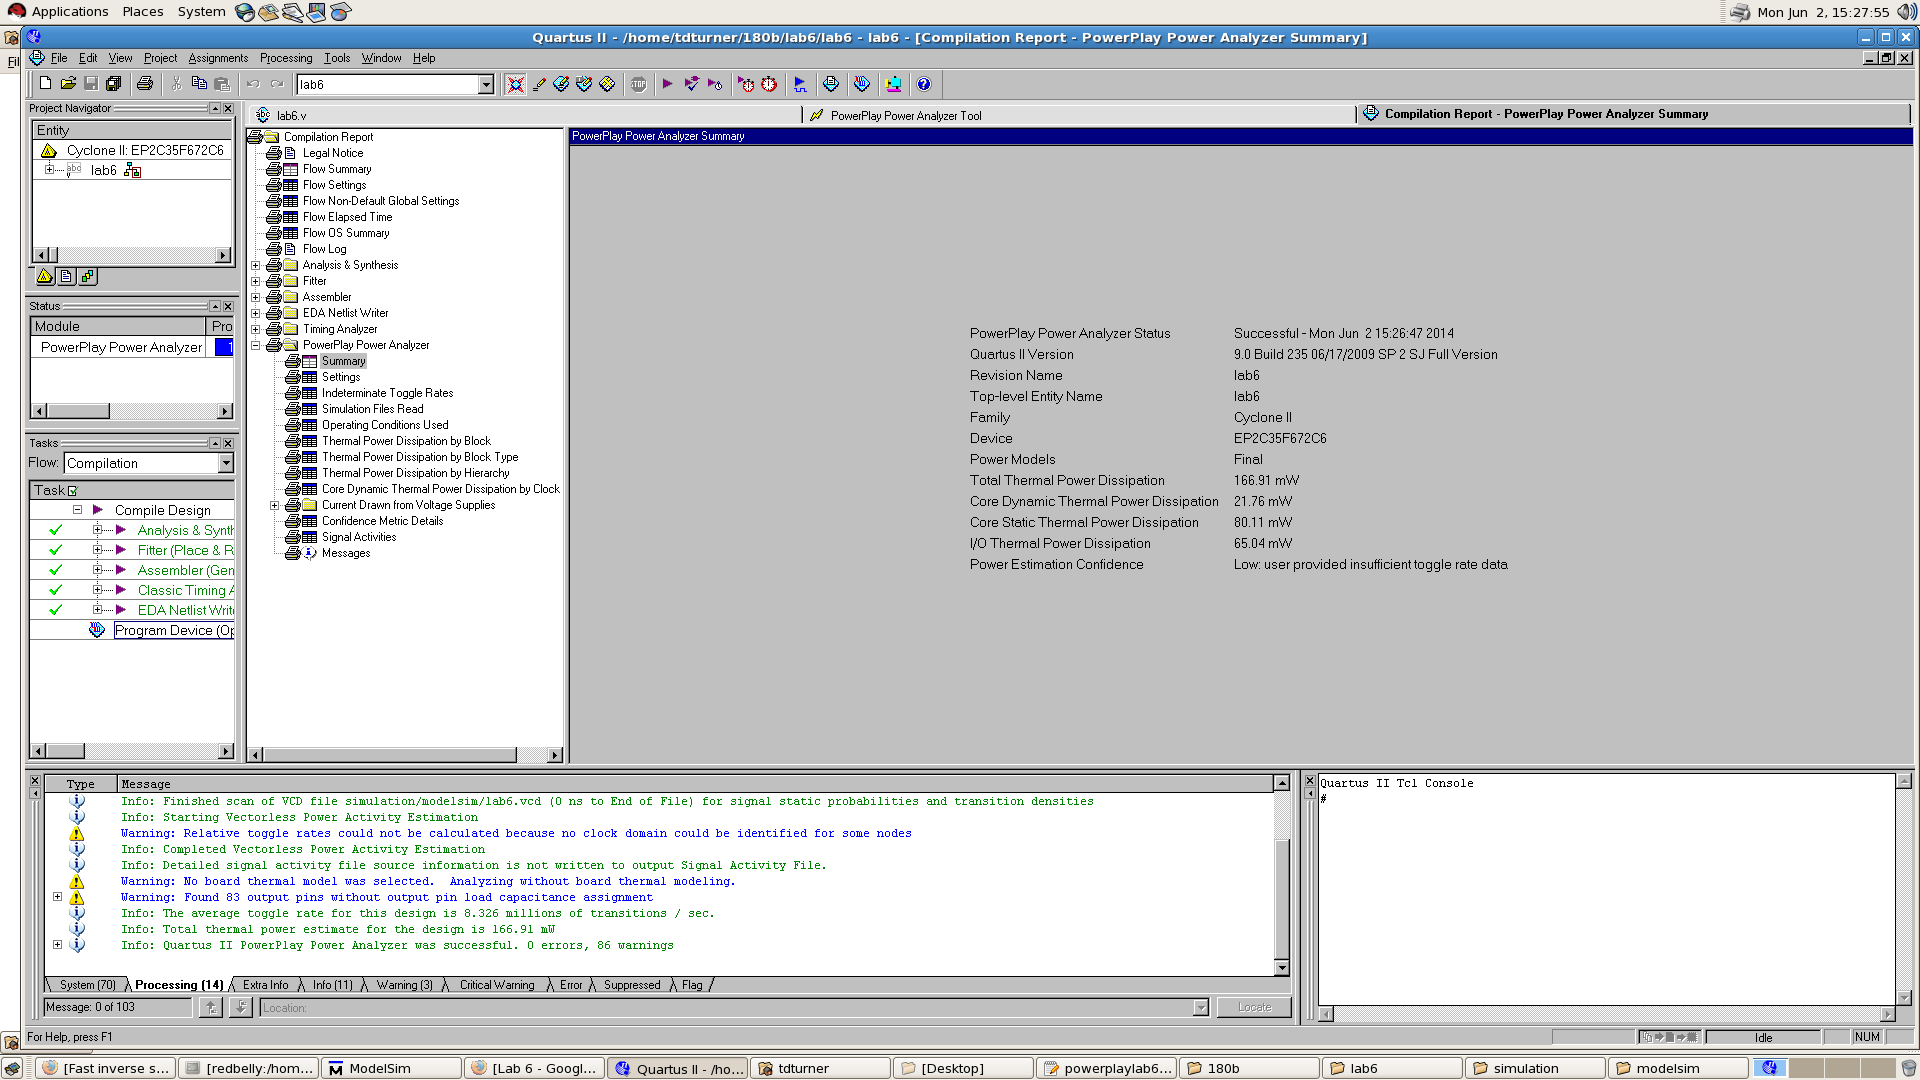 Applications Places System
Mon Jun 2, 15:27:55
Quartus II - /home/tdturner/180b/lab6/lab6 - lab6 - [Compilation Report - PowerPlay Power Analyzer Summary]
File Edit View Project Assignments Processing Tools Window Help
lab6
Project Navigator
Entity
Cyclone II: EP2C35F672C6
abc lab6
Status
Module Pro
PowerPlay Power Analyzer 1
Tasks
Flow: Compilation
Task
Compile Design
Analysis & Synth
Fitter (Place & R
Assembler (Gen
Classic Timing A
EDA Netlist Writ
Program Device (Op
abc lab6.v
PowerPlay Power Analyzer Tool
Compilation Report - PowerPlay Power Analyzer Summary
Compilation Report
Legal Notice
Flow Summary
Flow Settings
Flow Non-Default Global Settings
Flow Elapsed Time
Flow OS Summary
Flow Log
Analysis & Synthesis
Fitter
Assembler
EDA Netlist Writer
Timing Analyzer
PowerPlay Power Analyzer
Summary
Settings
Indeterminate Toggle Rates
Simulation Files Read
Operating Conditions Used
Thermal Power Dissipation by Block
Thermal Power Dissipation by Block Type
Thermal Power Dissipation by Hierarchy
Core Dynamic Thermal Power Dissipation by Clock
Current Drawn from Voltage Supplies
Confidence Metric Details
Signal Activities
Messages
PowerPlay Power Analyzer Summary
PowerPlay Power Analyzer Status Successful - Mon Jun 2 15:26:47 2014
Quartus II Version 9.0 Build 235 06/17/2009 SP 2 SJ Full Version
Revision Name lab6
Top-level Entity Name lab6
Family Cyclone II
Device EP2C35F672C6
Power Models Final
Total Thermal Power Dissipation 166.91 mW
Core Dynamic Thermal Power Dissipation 21.76 mW
Core Static Thermal Power Dissipation 80.11 mW
I/O Thermal Power Dissipation 65.04 mW
Power Estimation Confidence Low: user provided insufficient toggle rate data
Type Message
Info: Finished scan of VCD file simulation/modelsim/lab6.vcd (0 ns to End of File) for signal static probabilities and transition densities
Info: Starting Vectorless Power Activity Estimation
Warning: Relative toggle rates could not be calculated because no clock domain could be identified for some nodes
Info: Completed Vectorless Power Activity Estimation
Info: Detailed signal activity file source information is not written to output Signal Activity File.
Warning: No board thermal model was selected. Analyzing without board thermal modeling.
Warning: Found 83 output pins without output pin load capacitance assignment
Info: The average toggle rate for this design is 8.326 millions of transitions / sec.
Info: Total thermal power estimate for the design is 166.91 mW
Info: Quartus II PowerPlay Power Analyzer was successful. 0 errors, 86 warnings
System (70) Processing (14) Extra Info Info (11) Warning (3) Critical Warning Error Suppressed Flag
Message: 0 of 103
Location:
Locate
Quartus II Tcl Console
#
For Help, press F1
Idle
NUM
[Fast inverse s... [redbelly:/hom... ModelSim [Lab 6 - Googl... Quartus II - /ho... tdturner [Desktop] powerplaylab6... 180b lab6 simulation modelsim